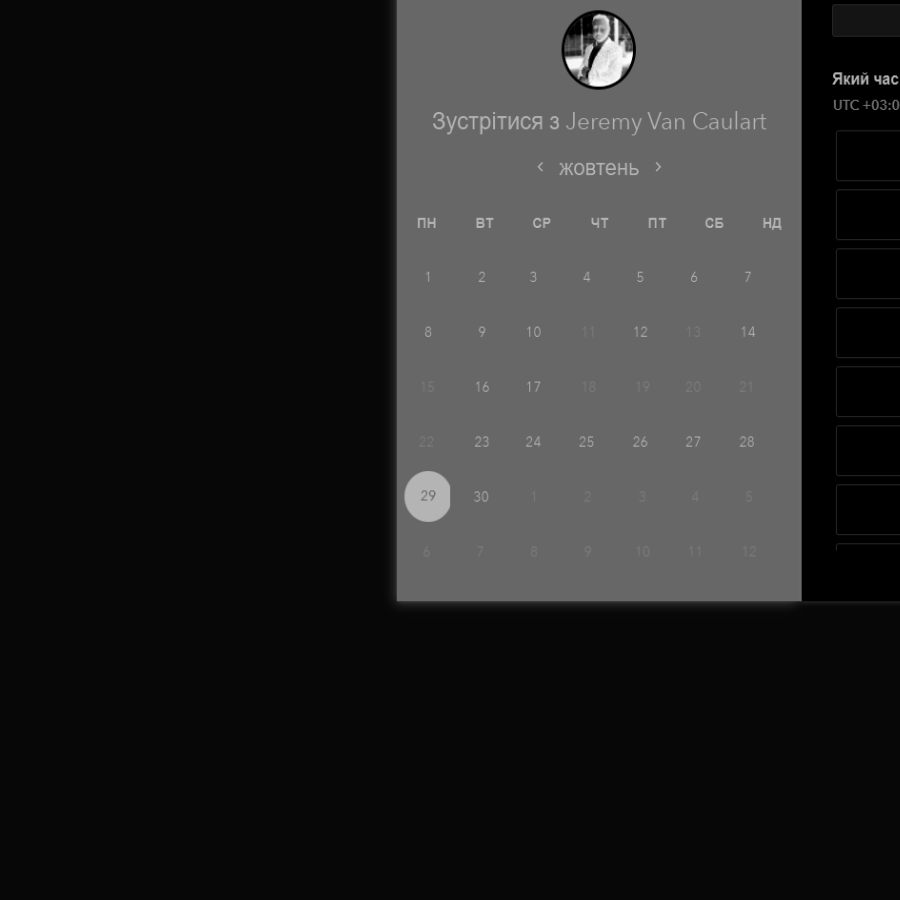 Зустрітися з Jeremy Van Caulart
‹ жовтень ›
ПН ВТ СР ЧТ ПТ СБ НД
1 2 3 4 5 6 7
8 9 10 11 12 13 14
15 16 17 18 19 20 21
22 23 24 25 26 27 28
29 30 1 2 3 4 5
6 7 8 9 10 11 12
Який час
UTC +03:0